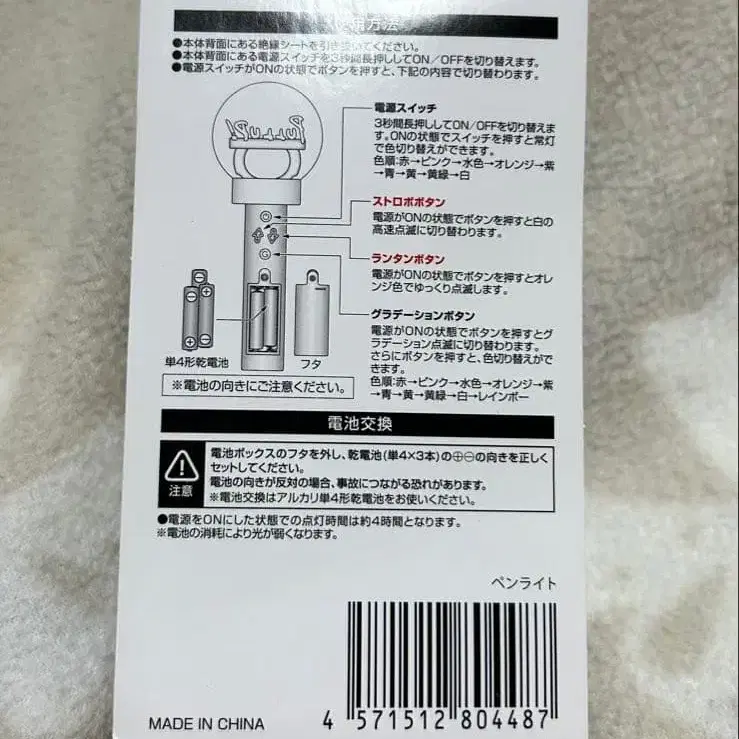 使用方法
●本体背面にある絶縁シートを引き抜いてください。
●本体背面にある電源スイッチを3秒間長押ししてON/OFFを切り替えます。
●電源スイッチがONの状態でボタンを押すと、下記の内容で切り替わります。
電源スイッチ
3秒間長押ししてON/OFFを切り替えま
す。ONの状態でスイッチを押すと常灯
で色切り替えができます。
色順:赤→ピンク→水色→オレンジ→紫
→青→黄→黄緑→白
ストロボボタン
電源がONの状態でボタンを押すと白の
高速点滅に切り替わります。
ランタンボタン
電源がONの状態でボタンを押すとオレ
ンジ色でゆっくり点滅します。
グラデーションボタン
電源がONの状態でボタンを押すとグ
ラデーション点滅に切り替わります。
さらにボタンを押すと、色切り替えがで
きます。
色順:赤→ピンク→水色→オレンジ→紫
→青→黄→黄緑→白→レインボー
単4形乾電池
フタ
※電池の向きにご注意ください。
電池交換
注意
電池ボックスのフタを外し、乾電池(単4×3本)の⊕⊖の向きを正しく
セットしてください。
電池の向きが反対の場合、事故につながる恐れがあります。
※電池交換はアルカリ単4形乾電池をお使いください。
●電源をONにした状態での点灯時間は約4時間となります。
※電池の消耗により光が弱くなります。
ペンライト
MADE IN CHINA
4 571512 804487